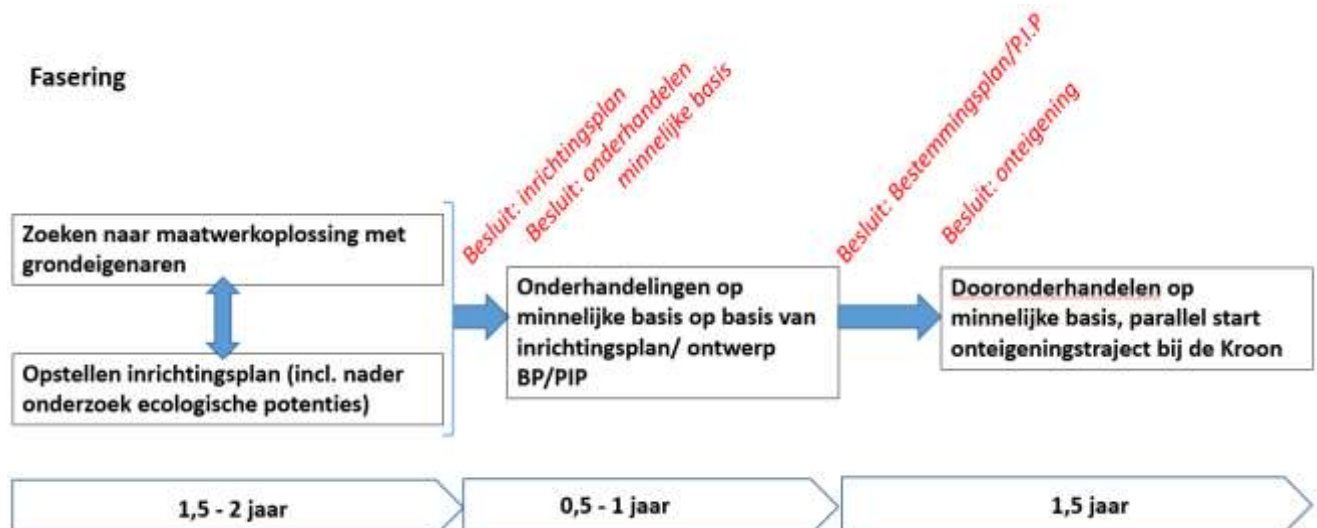 Fasering
Besluit: inrichtingsplan
Besluit: onderhandelen
minnelijke basis
Besluit: Bestemmingsplan/P.I.P
Besluit: onteigening
Zoeken naar maatwerkoplossing met
grondeigenaren
Opstellen inrichtingsplan (incl. nader
onderzoek ecologische potenties)
Onderhandelingen op
minnelijke basis op basis van
inrichtingsplan/ ontwerp
BP/PIP
Dooronderhandelen op
minnelijke basis, parallel start
onteigeningstraject bij de Kroon
1,5 - 2 jaar
0,5 - 1 jaar
1,5 jaar